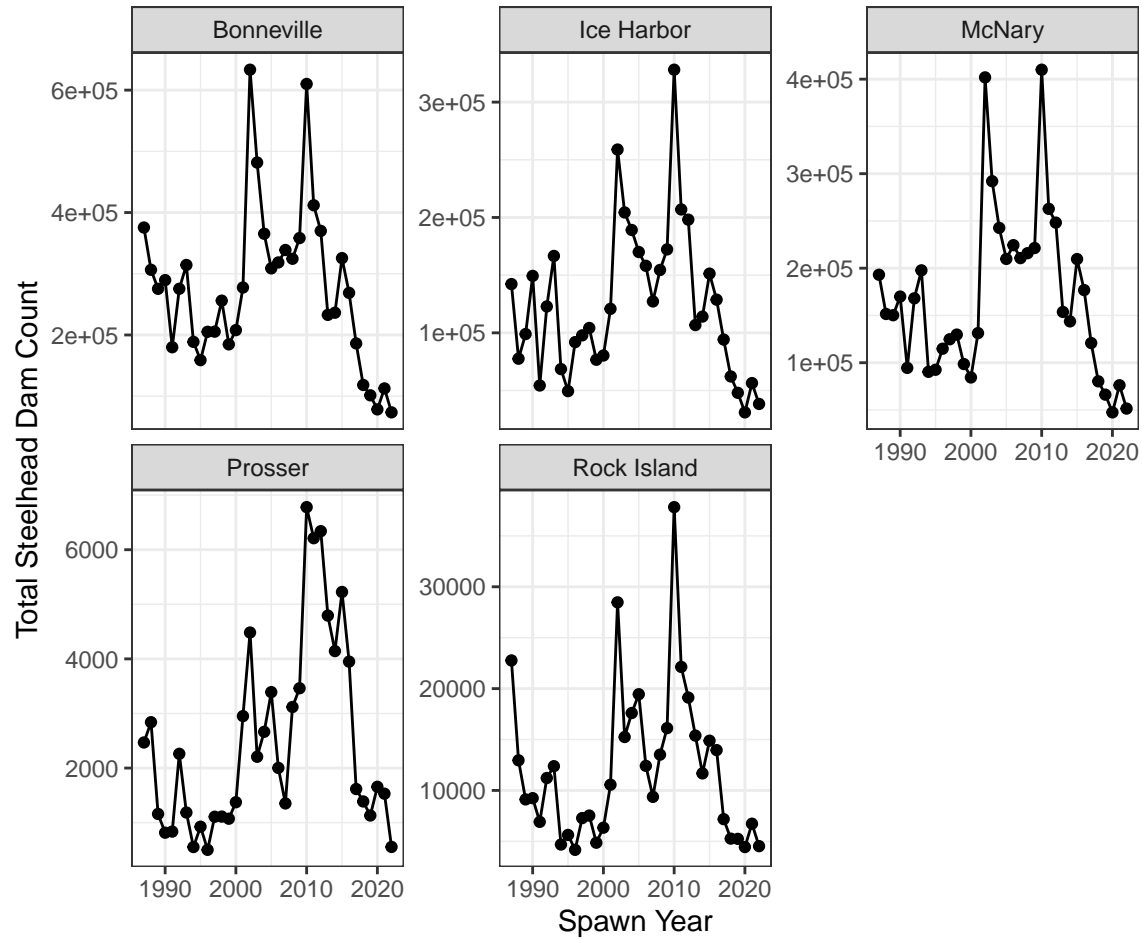 Bonneville
Ice Harbor
McNary
6e+05
4e+05
2e+05
3e+05
2e+05
1e+05
4e+05
3e+05
2e+05
1e+05
1990 2000 2010 2020
Prosser
Rock Island
6000
4000
2000
30000
20000
10000
1990 2000 2010 2020
1990 2000 2010 2020
Total Steelhead Dam Count
Spawn Year